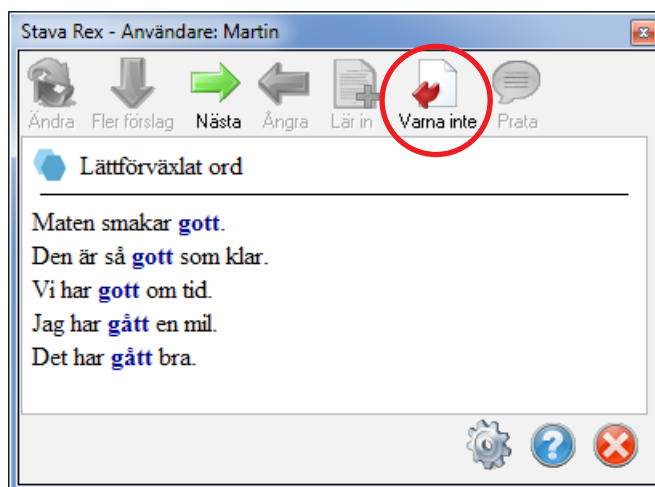 Stava Rex - Användare: Martin
Ändra Fler förslag Nästa Ångra Lär in Varna inte Prata
Lättförväxlat ord
Maten smakar gott.
Den är så gott som klar.
Vi har gott om tid.
Jag har gått en mil.
Det har gått bra.